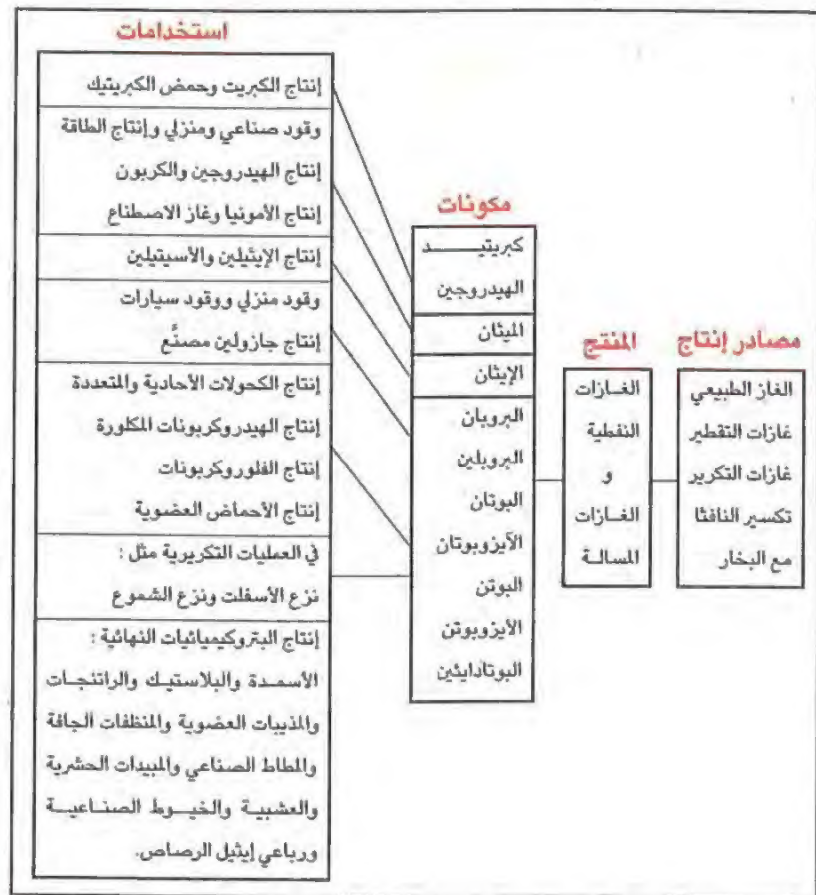 مصادر إنتاج
الغاز الطبيعي
غازات التقطير
غازات التكرير
تكسير النافثا
مع البخار
المنتج
الغازات
النفطية
و
الغازات
المسالة
مكونات
كبريتيد
الهيدروجين
الميثان
الإيثان
البروبان
البروبلين
البوتان
الآيزوبوتان
البوتن
الأيزوبوتن
البوتادايئين
استخدامات
إنتاج الكبريت وحمض الكبريتيك
وقود صناعي ومنزلي وإنتاج الطاقة
إنتاج الهيدروجين والكربون
إنتاج الأمونيا وغاز الاصطناع
إنتاج الإيثيلين والأسيتيلين
وقود منزلي ووقود سيارات
إنتاج جازولين مصنَّع
إنتاج الكحولات الأحادية والمتعددة
إنتاج الهيدروكربونات المكلورة
إنتاج الفلوروكربونات
إنتاج الأحماض العضوية
في العمليات التكريرية مثل :
نزع الأسفلت ونزع الشموع
إنتاج البتروكيميائيات النهائية :
الأسمدة والبلاستيك والراتنجات
والمذيبات العضوية والمنظفات الجافة
والمطاط الصناعي والمبيدات الحشرية
والعشبية والخيوط الصناعية
ورباعي إيثيل الرصاص.